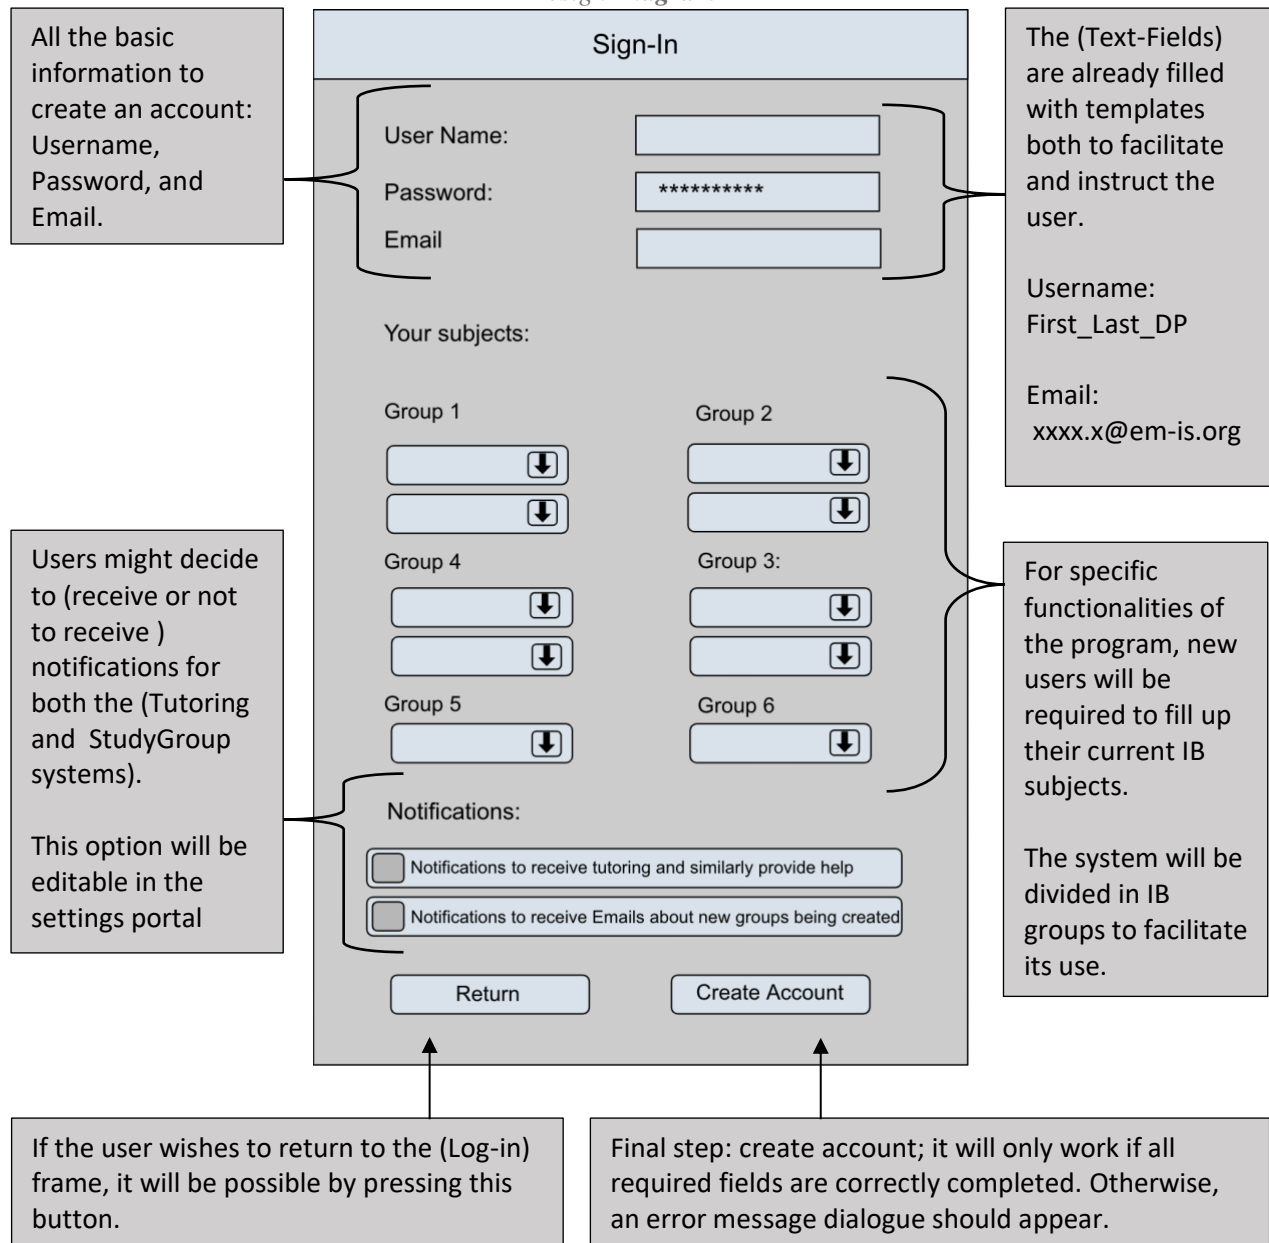 All the basic
information to
create an account:
Username,
Password, and
Email.
Sign-In
User Name:
Password:
**********
Email
The (Text-Fields)
are already filled
with templates
both to facilitate
and instruct the
user.
Username:
First_Last_DP
Email:
xxxx.x@em-is.org
Your subjects:
Group 1
Group 2
Group 4
Group 3:
Group 5
Group 6
Users might decide
to (receive or not
to receive )
notifications for
both the (Tutoring
and StudyGroup
systems).
This option will be
editable in the
settings portal
For specific
functionalities of
the program, new
users will be
required to fill up
their current IB
subjects.
The system will be
divided in IB
groups to facilitate
its use.
Notifications:
Notifications to receive tutoring and similarly provide help
Notifications to receive Emails about new groups being created
Return
Create Account
If the user wishes to return to the (Log-in)
frame, it will be possible by pressing this
button.
Final step: create account; it will only work if all
required fields are correctly completed. Otherwise,
an error message dialogue should appear.